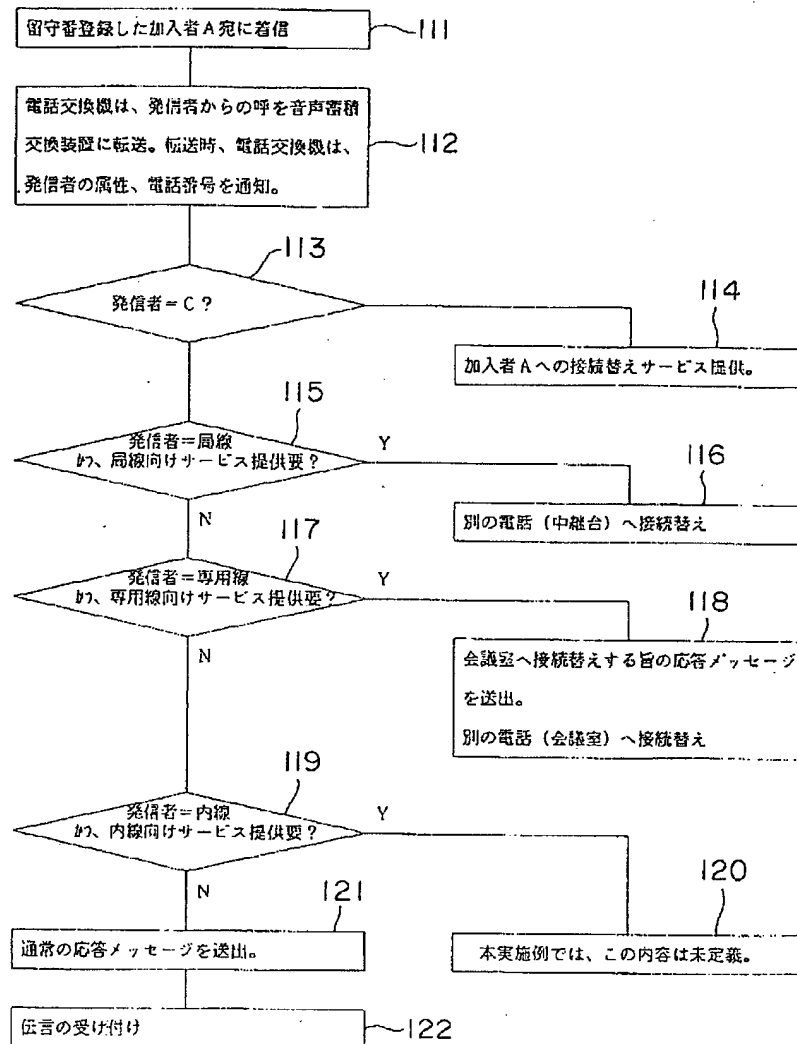 留守番登録した加入者A宛に着信
111
電話交換機は、発信者からの呼を音声蓄積
交換装置に転送。転送時、電話交換機は、
発信者の属性、電話番号を通知。
112
113
発信者=C?
114
加入者Aへの接続替えサービス提供。
115
発信者=局線
かつ、局線向けサービス提供要?
Y
116
別の電話(中継台)へ接続替え
N
117
発信者=専用線
かつ、専用線向けサービス提供要?
Y
118
会議室へ接続替えする旨の応答メッセージ
を送出。
別の電話(会議室)へ接続替え
N
119
発信者=内線
かつ、内線向けサービス提供要?
Y
120
本実施例では、この内容は未定義。
N
121
通常の応答メッセージを送出。
伝言の受け付け
122